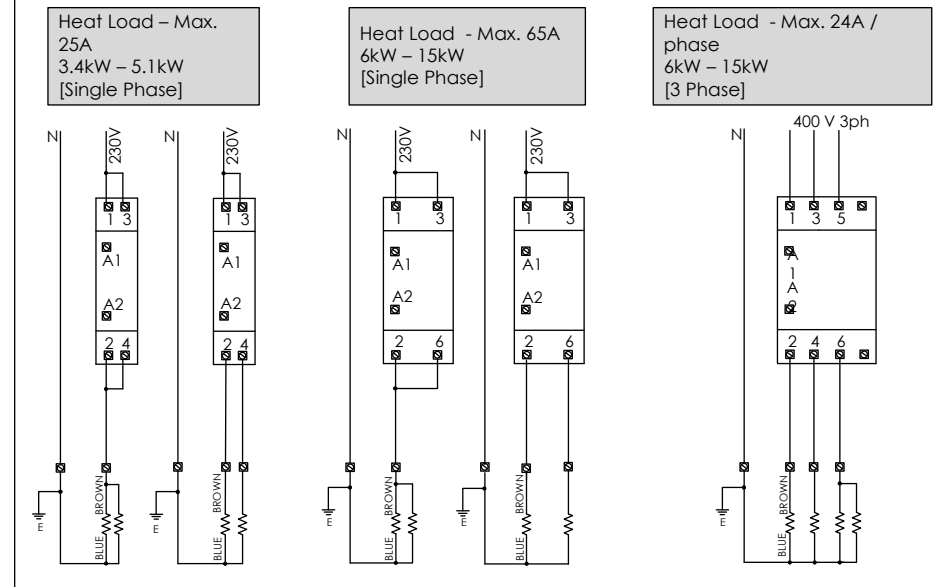 Heat Load – Max.
25A
3.4kW – 5.1kW
[Single Phase]
Heat Load - Max. 65A
6kW – 15kW
[Single Phase]
Heat Load - Max. 24A /
phase
6kW – 15kW
[3 Phase]
N
230V
1 3
A1
A2
2 4
BROWN
BLUE
E
N
230V
1 3
A1
A2
2 4
BROWN
BLUE
E
N
230V
1 3
A1
A2
2 6
BROWN
BLUE
E
N
230V
1 3
A1
A2
2 6
BROWN
BLUE
E
N
400 V 3ph
1 3 5
A
1
A
2
2 4 6
BROWN
BLUE
E